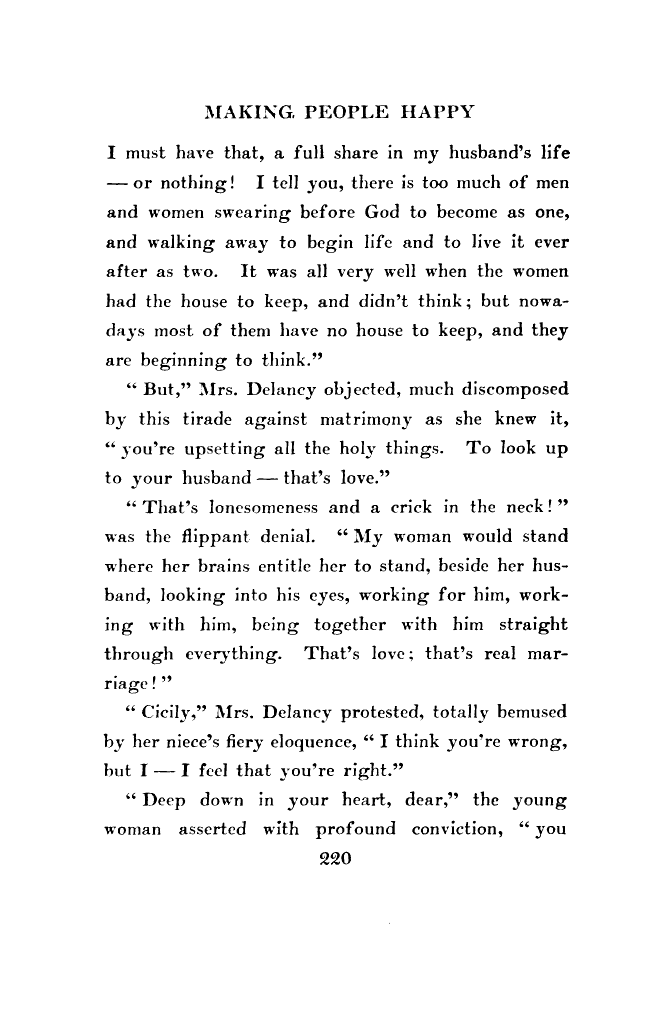 MAKING PEOPLE HAPPY
I must have that, a full share in my husband's life
— or nothing! I tell you, there is too much of men
and women swearing before God to become as one,
and walking away to begin life and to live it ever
after as two. It was all very well when the women
had the house to keep, and didn't think; but nowa-
days most of them have no house to keep, and they
are beginning to think."
" But," Mrs. Delancy objected, much discomposed
by this tirade against matrimony as she knew it,
" you're upsetting all the holy things. To look up
to your husband — that's love."
" That's lonesomeness and a crick in the neck! "
was the flippant denial. " My woman would stand
where her brains entitle her to stand, beside her hus-
band, looking into his eyes, working for him, work-
ing with him, being together with him straight
through everything. That's love; that's real mar-
riage! "
" Cicily," Mrs. Delancy protested, totally bemused
by her niece's fiery eloquence, " I think you're wrong,
but I — I feel that you're right."
" Deep down in your heart, dear," the young
woman asserted with profound conviction, " you
220